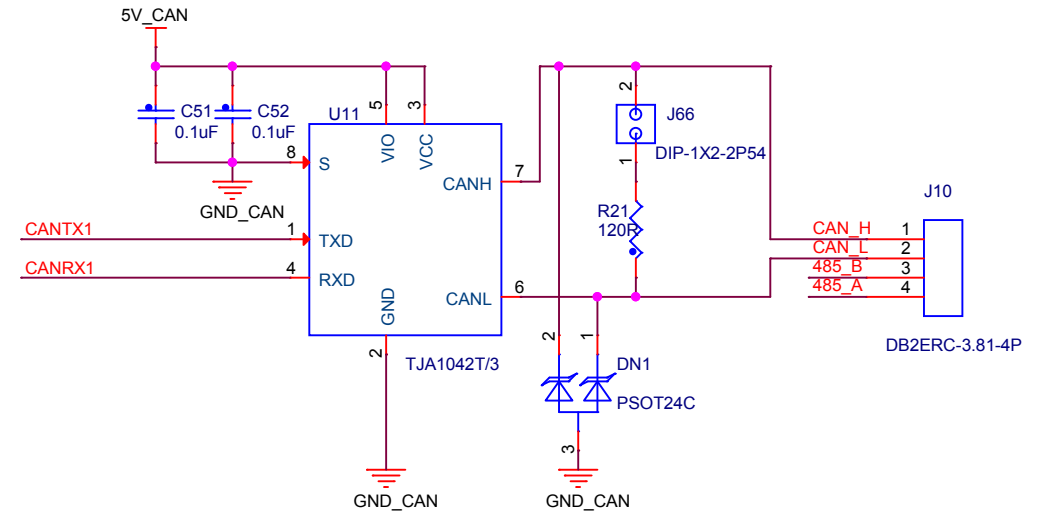 5V_CAN
C51
0.1uF
C52
0.1uF
U11
5
3
VIO
VCC
8
S
GND_CAN
CANTX1
1
TXD
CANRX1
4
RXD
GND
2
CANH
7
CANL
6
TJA1042T/3
GND_CAN
2
J66
1
DIP-1X2-2P54
R21
120R
2
1
DN1
PSOT24C
3
GND_CAN
J10
CAN_H
1
CAN_L
2
485_B
3
485_A
4
DB2ERC-3.81-4P